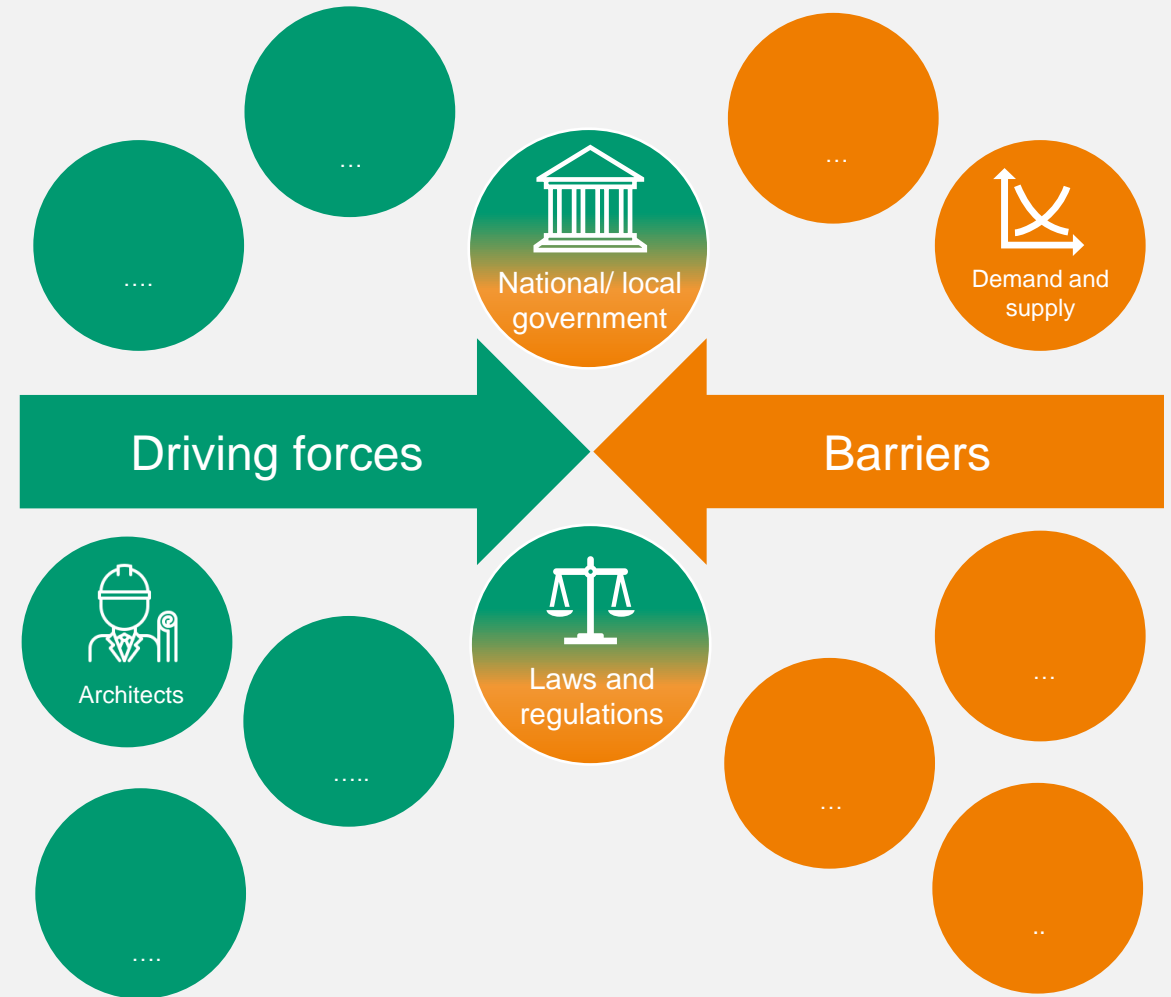 …
…
….
National/ local
government
Demand and
supply
Driving forces
Barriers
Architects
Laws and
regulations
…
…..
…
….
..